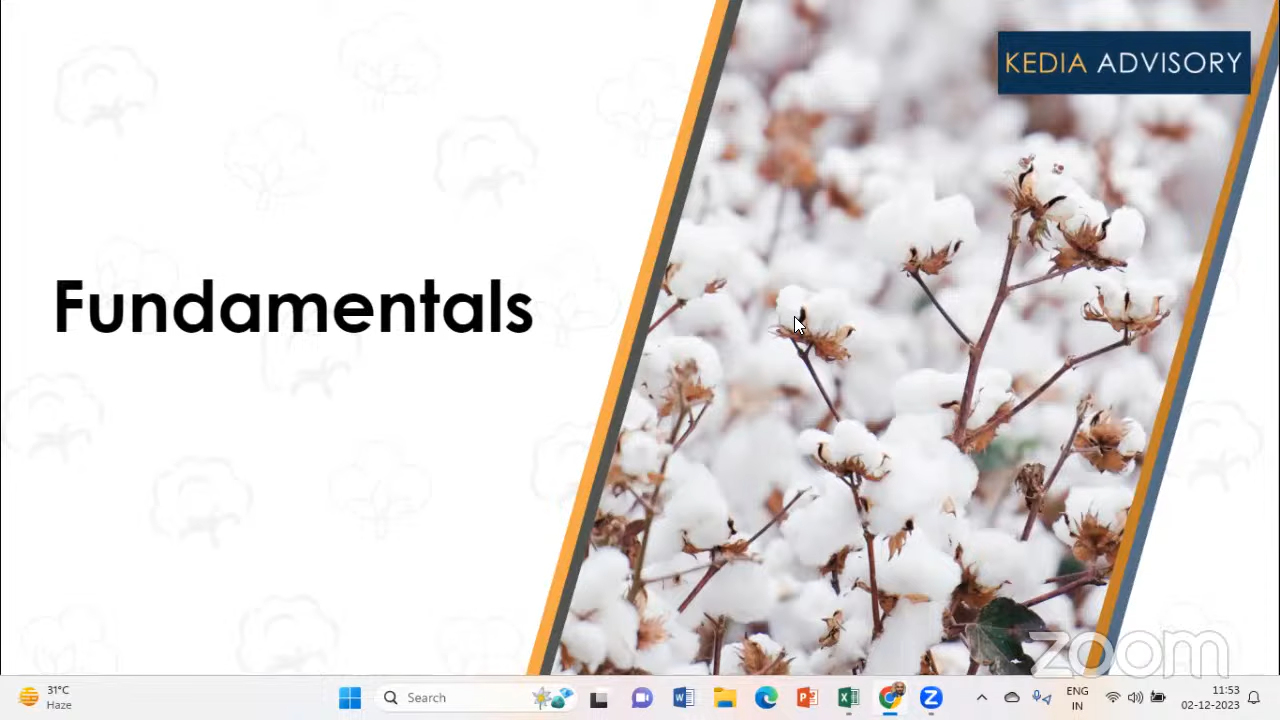 KEDIA ADVISORY
Fundamentals
zoom
31°C
Haze
Search
ENG
IN
11:53
02-12-2023